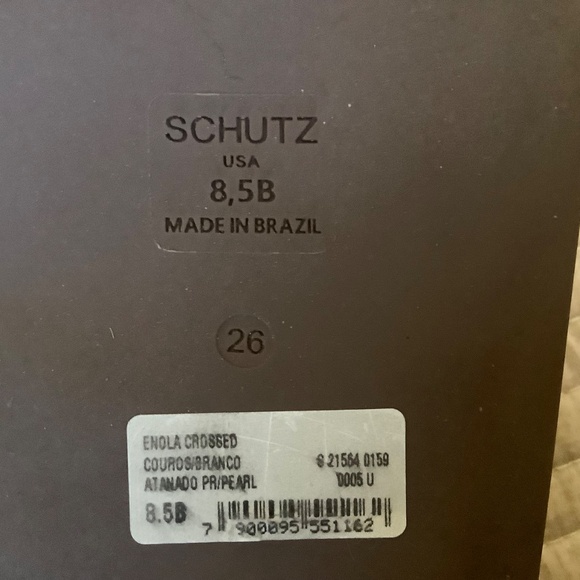 SCHUTZ
USA
8,5B
MADE IN BRAZIL
26
ENOLA CROSSED
COUROS/BRANCO S 21564 0159
ATANADO PR/PEARL 0005 U
8.5B
7 900095 551162